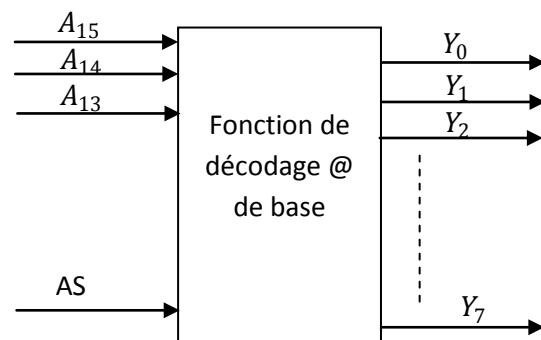 A₁₅
A₁₄
A₁₃
AS
Fonction de
décodage @
de base
Y₀
Y₁
Y₂
Y₇